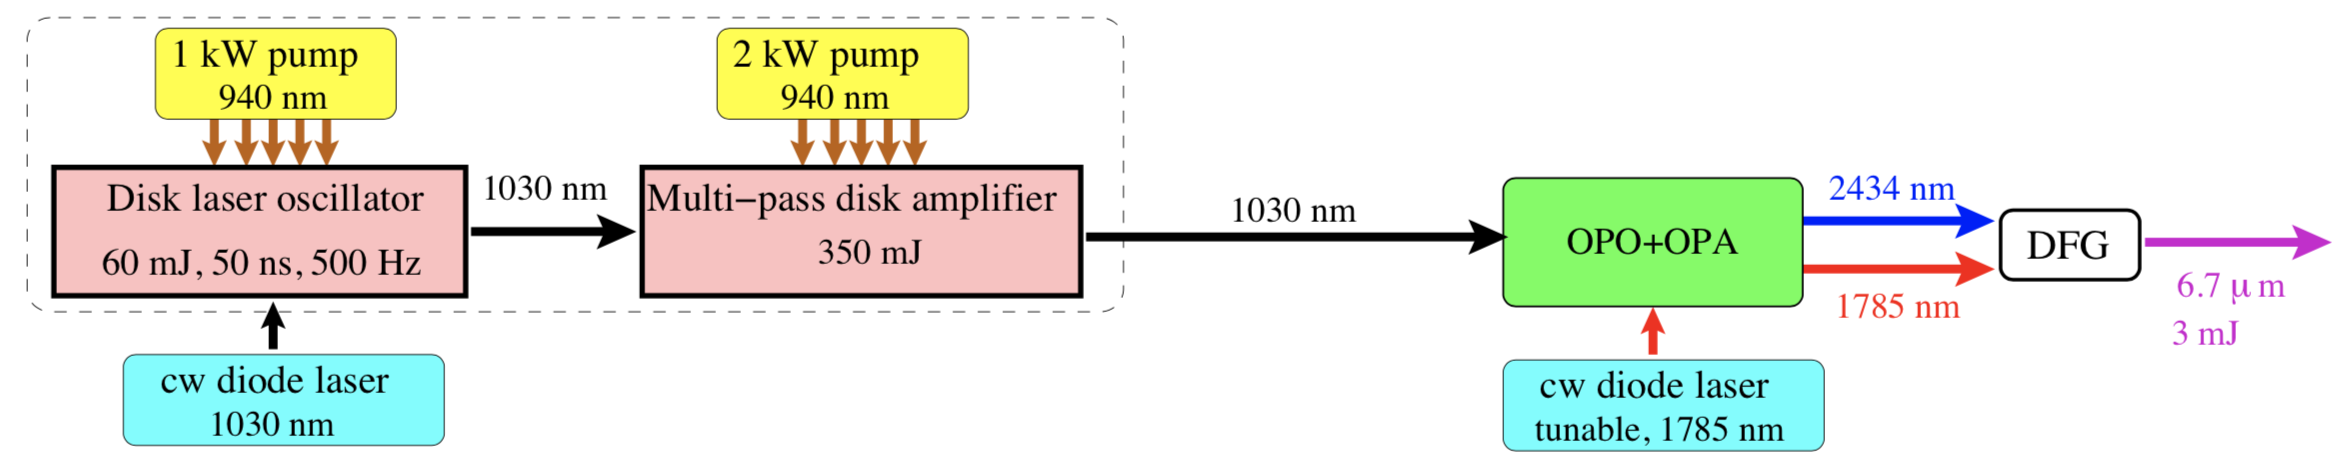 1 kW pump
940 nm
2 kW pump
940 nm
Disk laser oscillator
60 mJ, 50 ns, 500 Hz
1030 nm
Multi−pass disk amplifier
350 mJ
1030 nm
OPO+OPA
2434 nm
1785 nm
DFG
6.7 μm
3 mJ
cw diode laser
1030 nm
cw diode laser
tunable, 1785 nm